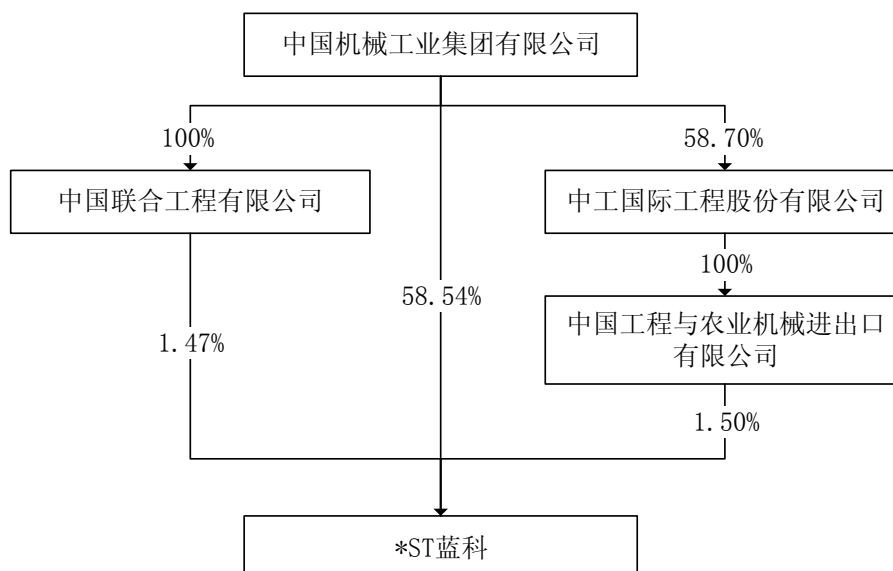 中国机械工业集团有限公司
100%
58.70%
中国联合工程有限公司
中工国际工程股份有限公司
100%
58.54%
中国工程与农业机械进出口
有限公司
1.47%
1.50%
*ST蓝科